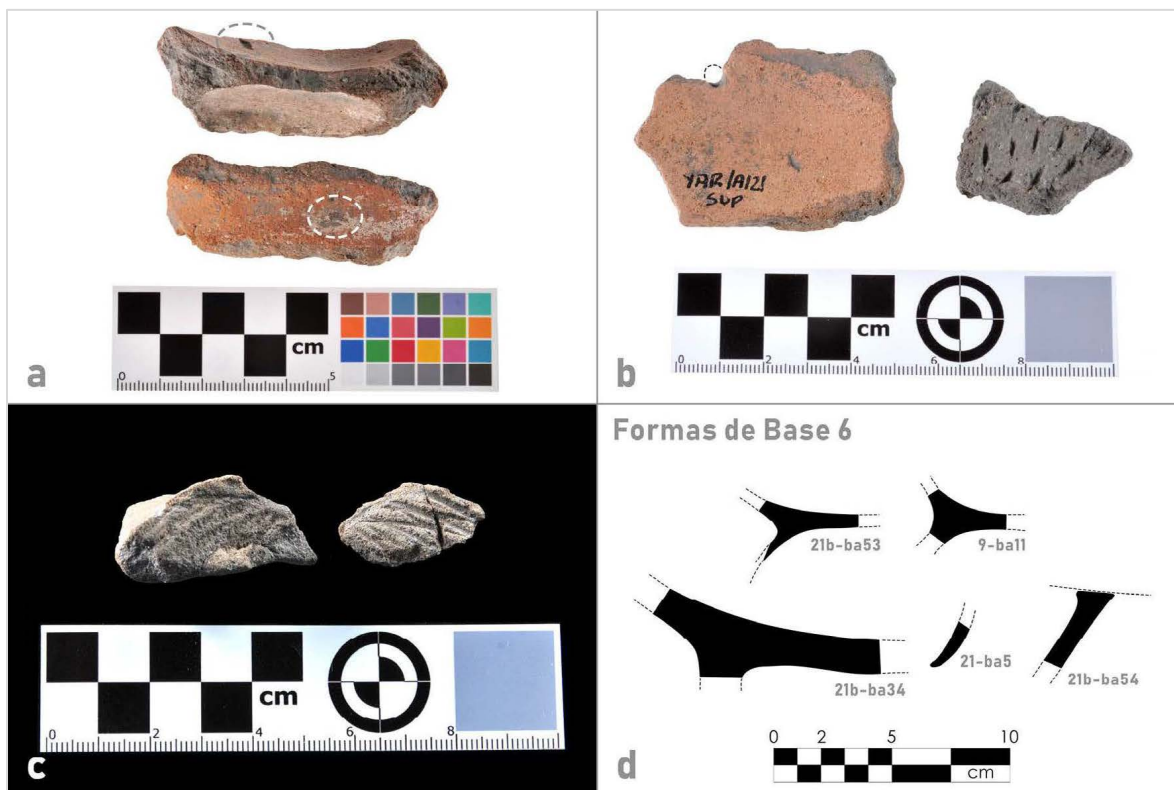 cm
0 5
a
YAR/A121
SUP
cm
0 2 4 6 8
b
cm
0 2 4 6 8
c
Formas de Base 6
21b-ba53
9-ba11
21b-ba34
21-ba5
21b-ba54
0 2 5 10
cm
d